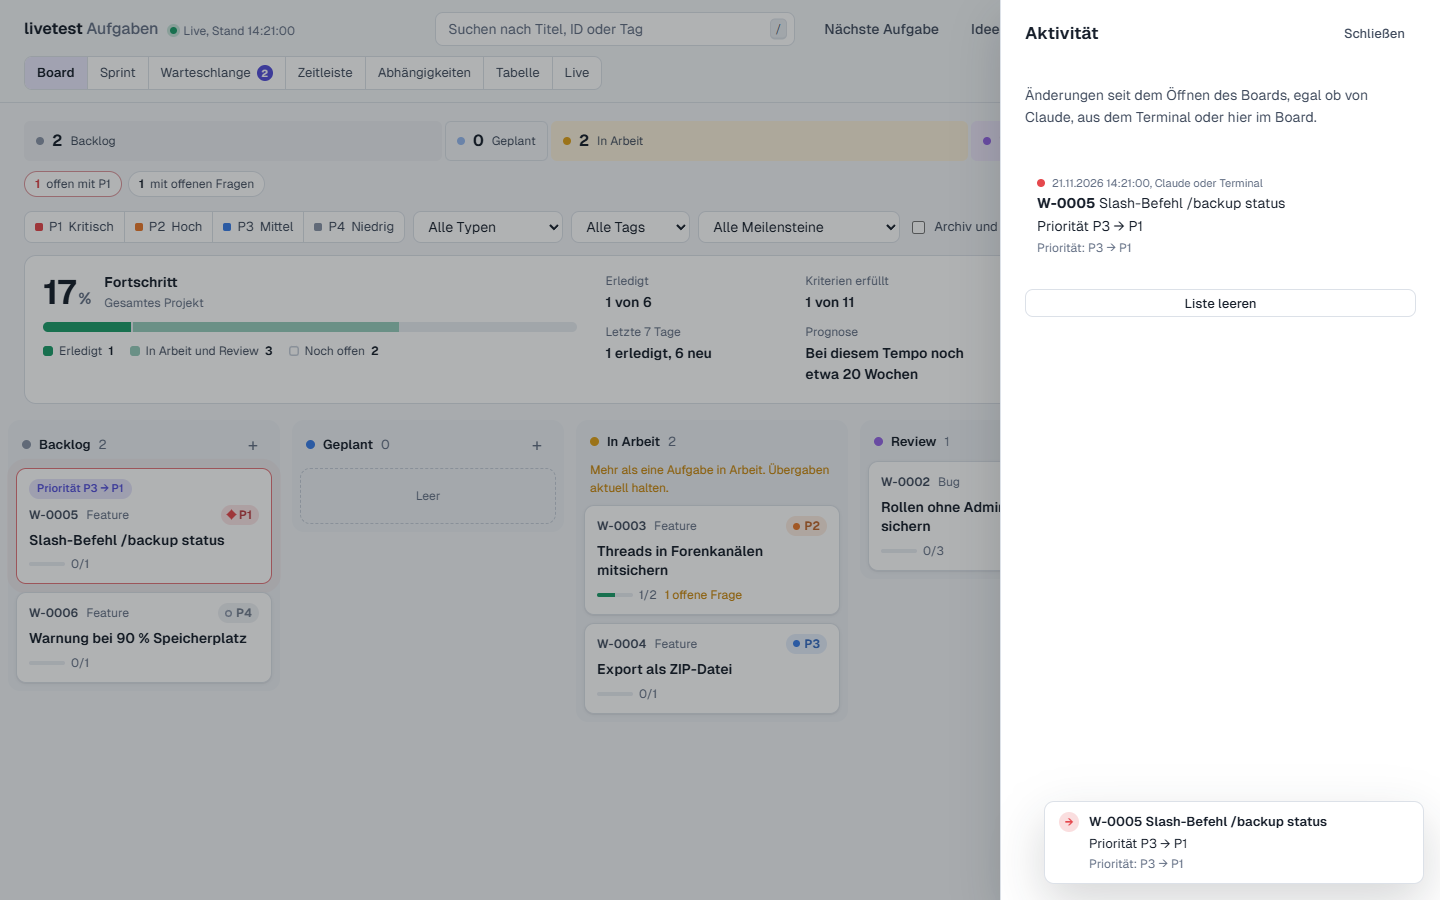 livetest Aufgaben
Live, Stand 14:21:00
Suchen nach Titel, ID oder Tag
/
Nächste Aufgabe
Board
Sprint
Warteschlange 2
Zeitleiste
Abhängigkeiten
Tabelle
Live
2 Backlog
0 Geplant
2 In Arbeit
1 offen mit P1
1 mit offenen Fragen
P1 Kritisch
P2 Hoch
P3 Mittel
P4 Niedrig
Alle Typen
Alle Tags
Alle Meilensteine
Archiv und
17 %
Fortschritt
Gesamtes Projekt
Erledigt 1
In Arbeit und Review 3
Noch offen 2
Erledigt
1 von 6
Kriterien erfüllt
1 von 11
Letzte 7 Tage
1 erledigt, 6 neu
Prognose
Bei diesem Tempo noch
etwa 20 Wochen
Backlog 2
+
Priorität P3 → P1
W-0005 Feature
P1
Slash-Befehl /backup status
0/1
W-0006 Feature
P4
Warnung bei 90 % Speicherplatz
0/1
Geplant 0
+
Leer
In Arbeit 2
Mehr als eine Aufgabe in Arbeit. Übergaben
aktuell halten.
W-0003 Feature
P2
Threads in Forenkanälen
mitsichern
1/2 1 offene Frage
W-0004 Feature
P3
Export als ZIP-Datei
0/1
Review 1
W-0002 Bug
Rollen ohne
sichern
0/3
Aktivität
Schließen
Änderungen seit dem Öffnen des Boards, egal ob von
Claude, aus dem Terminal oder hier im Board.
21.11.2026 14:21:00, Claude oder Terminal
W-0005 Slash-Befehl /backup status
Priorität P3 → P1
Priorität: P3 → P1
Liste leeren
W-0005 Slash-Befehl /backup status
Priorität P3 → P1
Priorität: P3 → P1